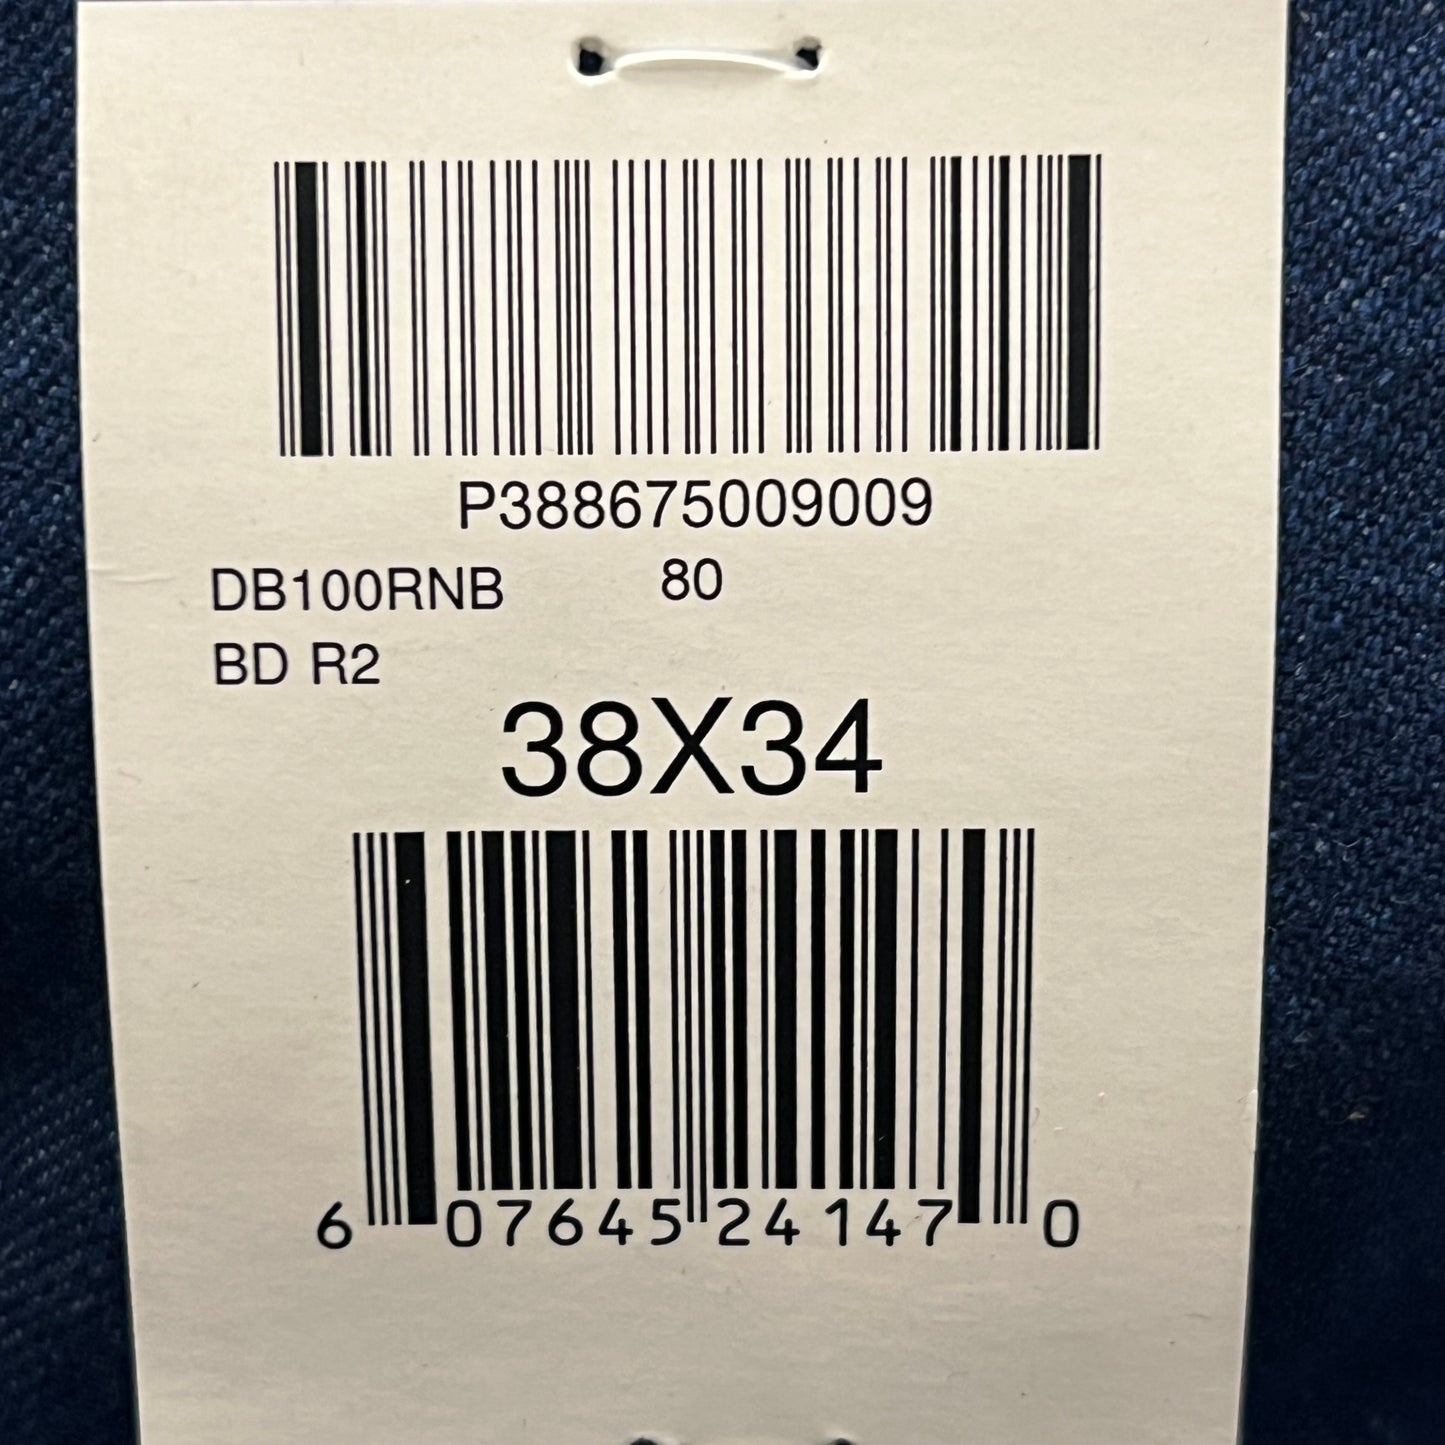 P388675009009
DB100RNB 80
BD R2
38X34
6 07645 24147 0